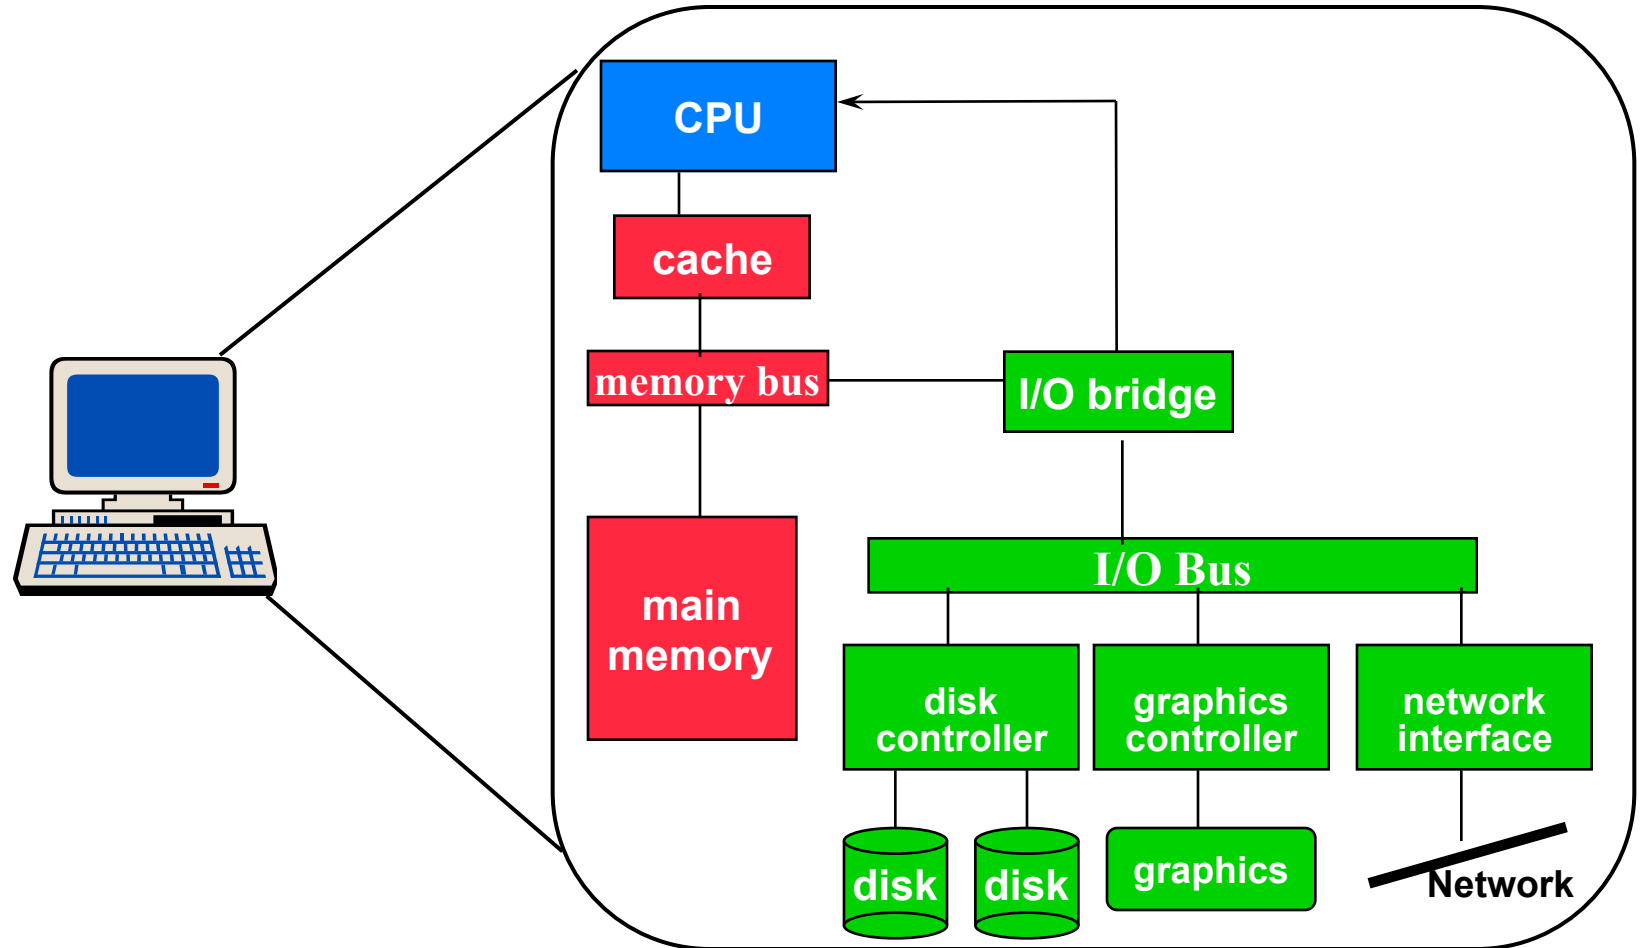 CPU
cache
memory bus
I/O bridge
main
memory
I/O Bus
disk
controller
graphics
controller
network
interface
disk
disk
graphics
Network